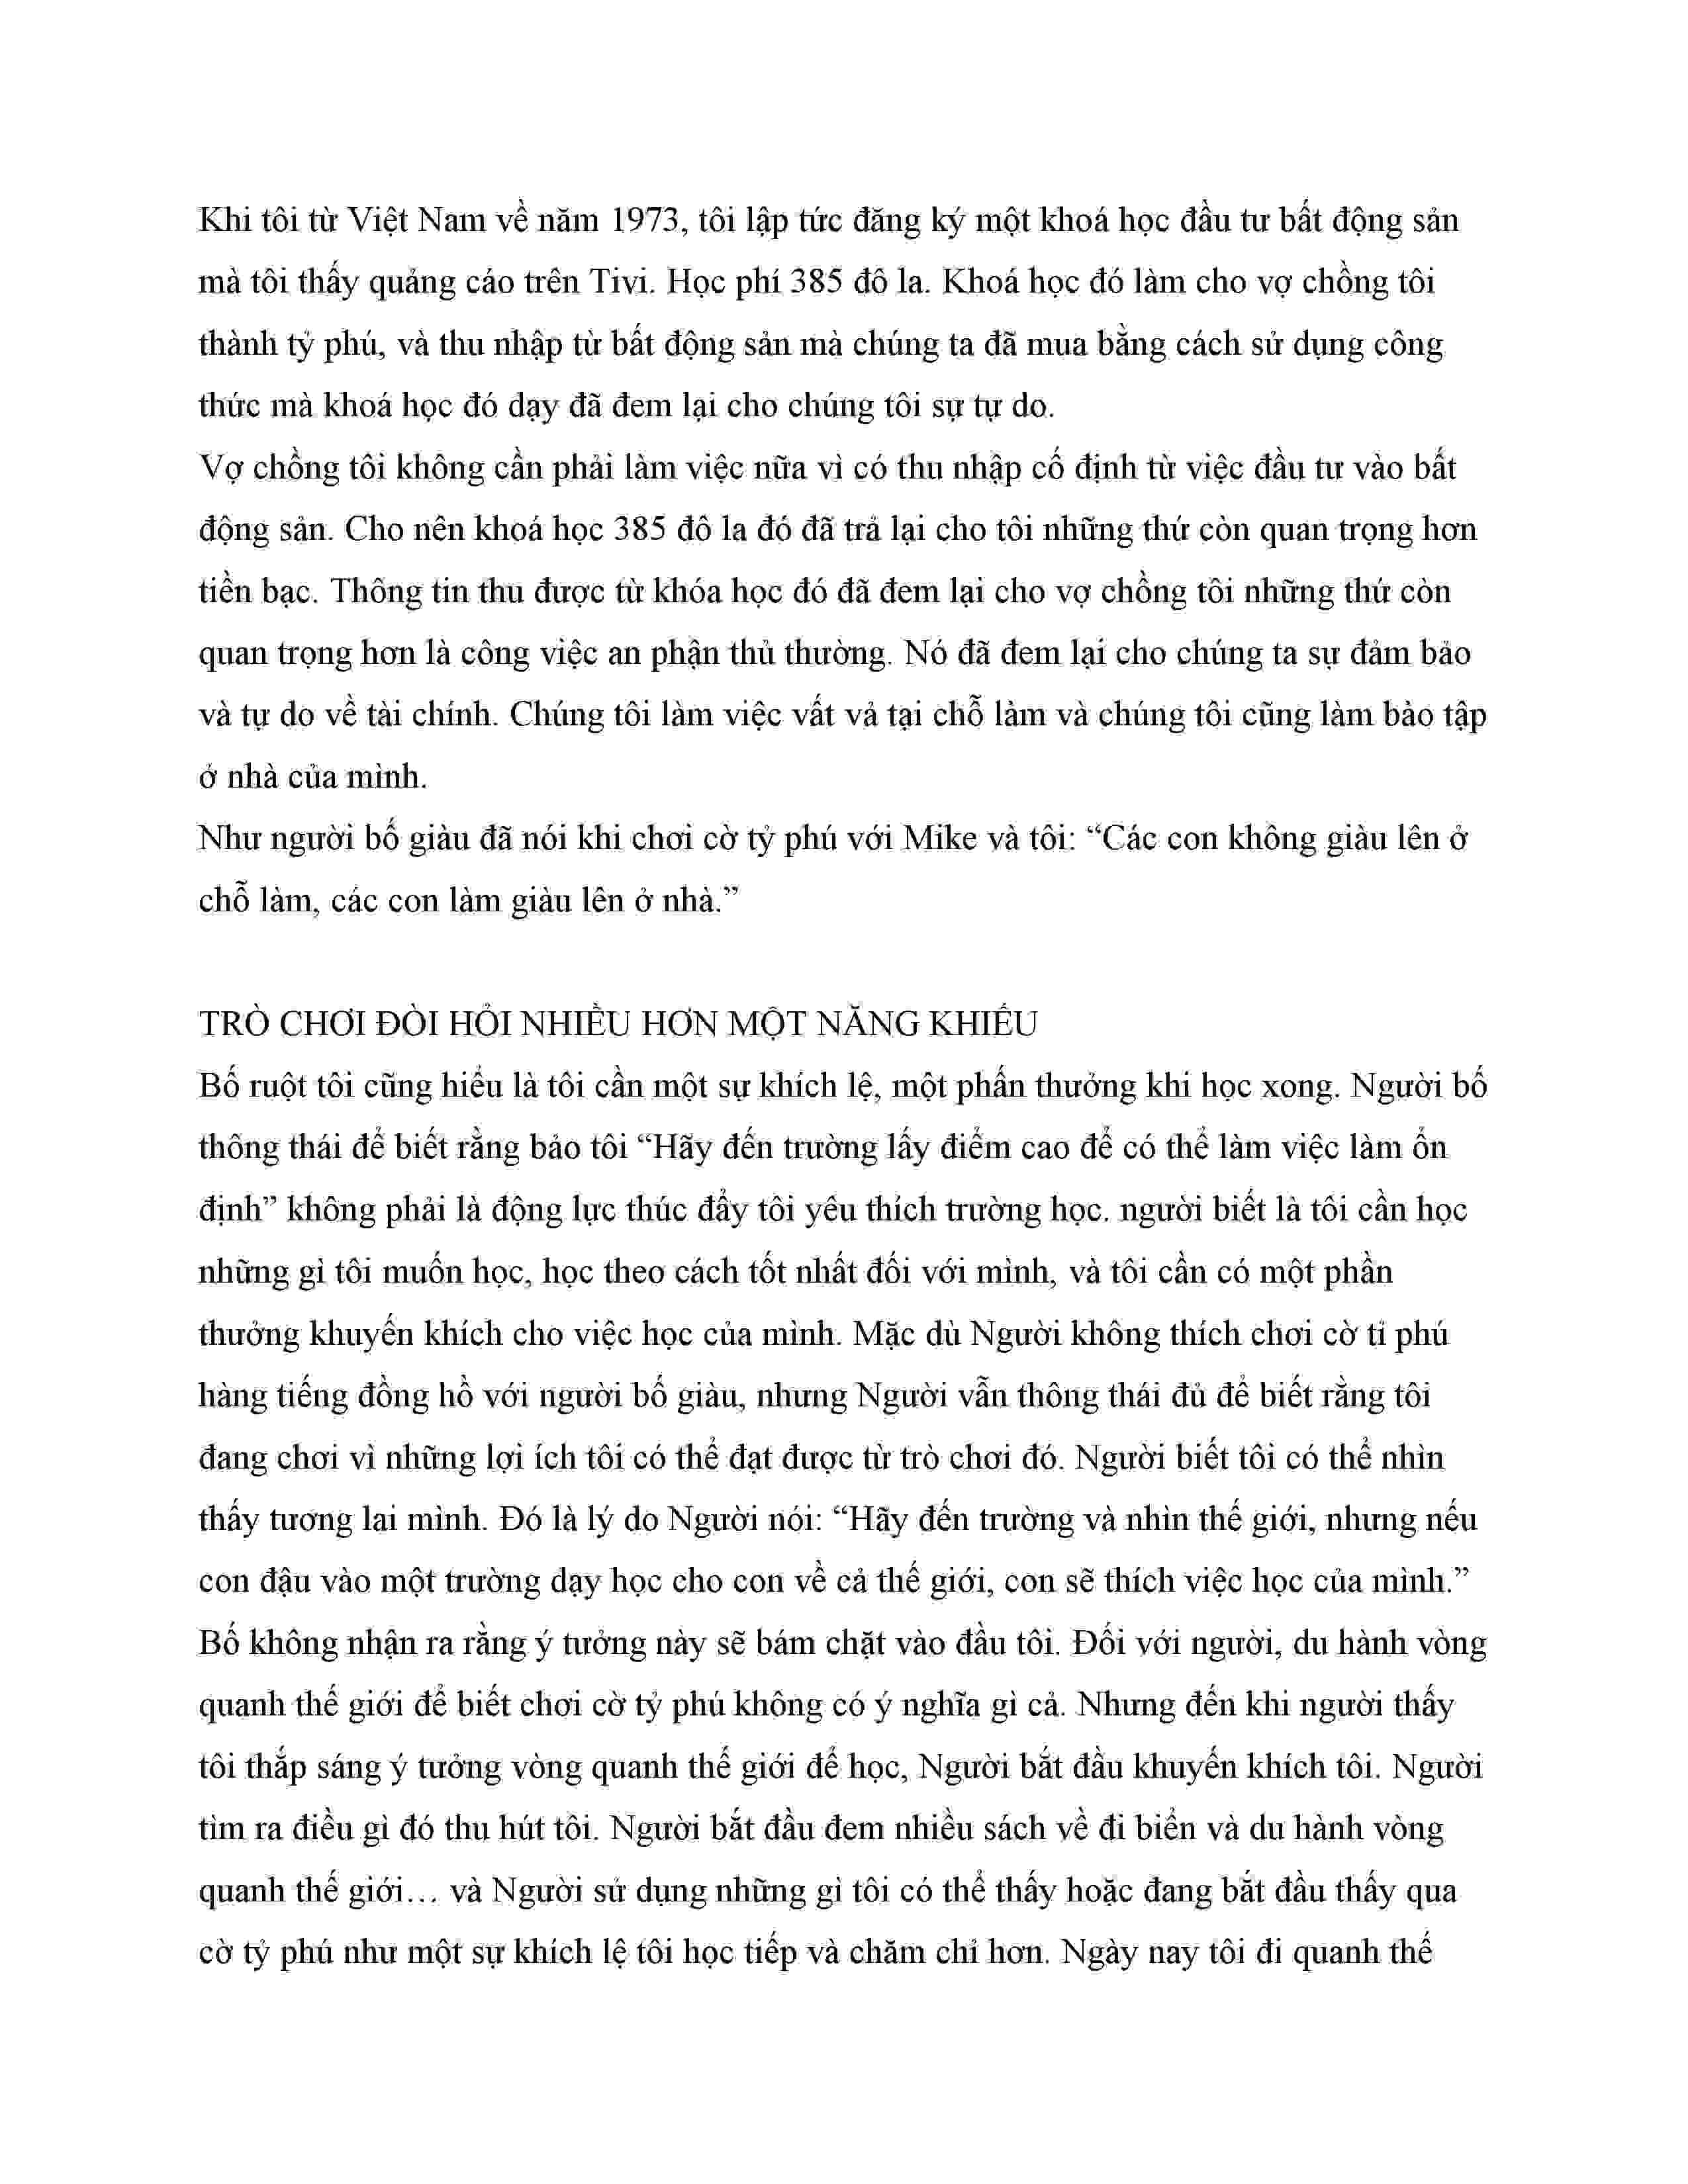 Khi tôi từ Việt Nam về năm 1973, tôi lập tức đăng ký một khoá học đầu tư bất động sản
mà tôi thấy quảng cáo trên Tivi. Học phí 385 đô la. Khoá học đó làm cho vợ chồng tôi
thành tỷ phú, và thu nhập từ bất động sản mà chúng ta đã mua bằng cách sử dụng công
thức mà khoá học đó dạy đã đem lại cho chúng tôi sự tự do.
Vợ chồng tôi không cần phải làm việc nữa vì có thu nhập cố định từ việc đầu tư vào bất
động sản. Cho nên khoá học 385 đô la đó đã trả lại cho tôi những thứ còn quan trọng hơn
tiền bạc. Thông tin thu được từ khóa học đó đã đem lại cho vợ chồng tôi những thứ còn
quan trọng hơn là công việc an phận thủ thường. Nó đã đem lại cho chúng ta sự đảm bảo
và tự do về tài chính. Chúng tôi làm việc vất vả tại chỗ làm và chúng tôi cũng làm bào tập
ở nhà của mình.
Như người bố giàu đã nói khi chơi cờ tỷ phú với Mike và tôi: “Các con không giàu lên ở
chỗ làm, các con làm giàu lên ở nhà.”
TRÒ CHƠI ĐÒI HỎI NHIỀU HƠN MỘT NĂNG KHIẾU
Bố ruột tôi cũng hiểu là tôi cần một sự khích lệ, một phấn thưởng khi học xong. Người bố
thông thái để biết rằng bảo tôi “Hãy đến trường lấy điểm cao để có thể làm việc làm ổn
định” không phải là động lực thúc đẩy tôi yêu thích trường học. người biết là tôi cần học
những gì tôi muốn học, học theo cách tốt nhất đối với mình, và tôi cần có một phần
thưởng khuyến khích cho việc học của mình. Mặc dù Người không thích chơi cờ tỉ phú
hàng tiếng đồng hồ với người bố giàu, nhưng Người vẫn thông thái đủ để biết rằng tôi
đang chơi vì những lợi ích tôi có thể đạt được từ trò chơi đó. Người biết tôi có thể nhìn
thấy tương lai mình. Đó là lý do Người nói: “Hãy đến trường và nhìn thế giới, nhưng nếu
con đậu vào một trường dạy học cho con về cả thế giới, con sẽ thích việc học của mình.”
Bố không nhận ra rằng ý tưởng này sẽ bám chặt vào đầu tôi. Đối với người, du hành vòng
quanh thế giới để biết chơi cờ tỷ phú không có ý nghĩa gì cả. Nhưng đến khi người thấy
tôi thắp sáng ý tưởng vòng quanh thế giới để học, Người bắt đầu khuyến khích tôi. Người
tìm ra điều gì đó thu hút tôi. Người bắt đầu đem nhiều sách về đi biển và du hành vòng
quanh thế giới… và Người sử dụng những gì tôi có thể thấy hoặc đang bắt đầu thấy qua
cờ tỷ phú như một sự khích lệ tôi học tiếp và chăm chỉ hơn. Ngày nay tôi đi quanh thế